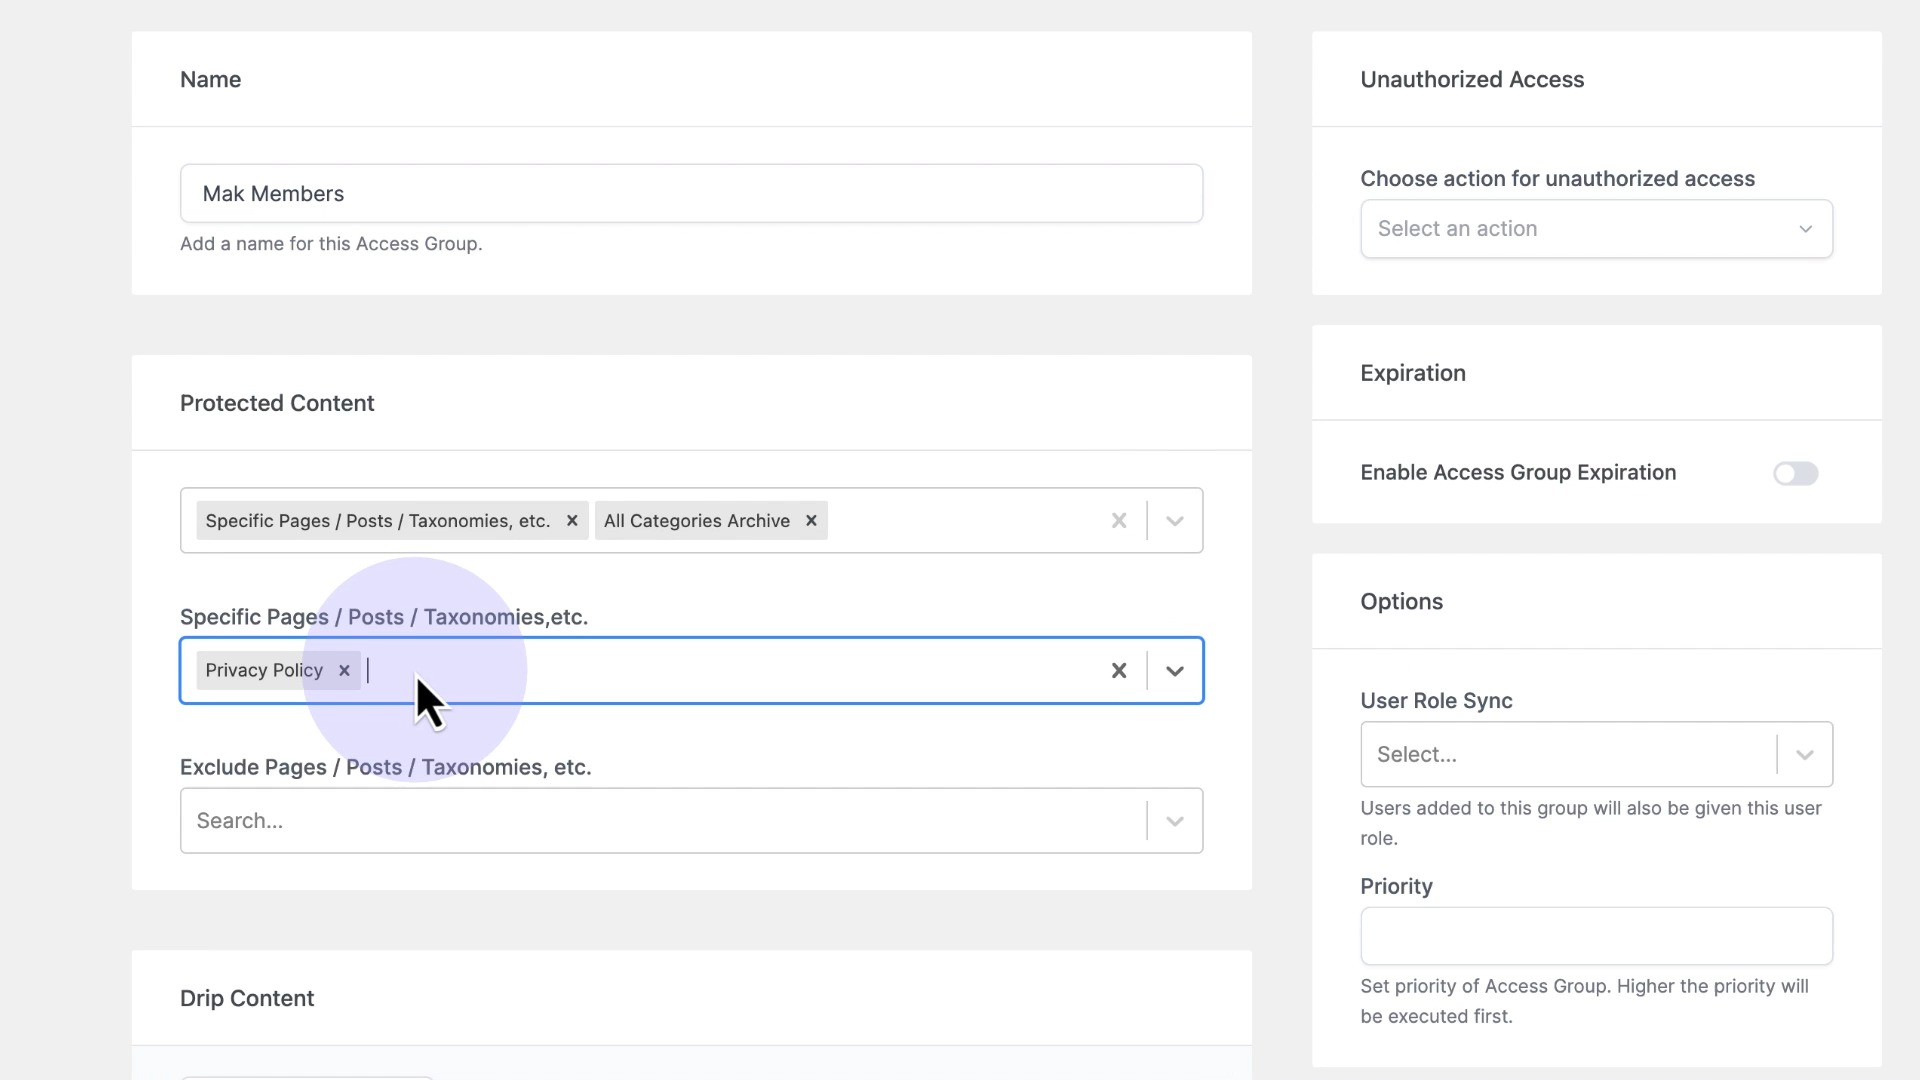 Name
Mak Members
Add a name for this Access Group.
Protected Content
Specific Pages / Posts / Taxonomies, etc. × All Categories Archive ×
Specific Pages / Posts / Taxonomies,etc.
Privacy Policy ×
Exclude Pages / Posts / Taxonomies, etc.
Search...
Drip Content
Unauthorized Access
Choose action for unauthorized access
Select an action
Expiration
Enable Access Group Expiration
Options
User Role Sync
Select...
Users added to this group will also be given this user
role.
Priority
Set priority of Access Group. Higher the priority will
be executed first.